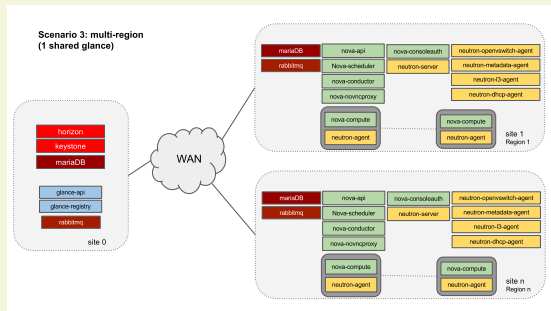 Scenario 3: multi-region
(1 shared glance)
horizon
keystone
mariaDB
glance-api
glance-registry
rabbitmq
site 0
WAN
mariaDB
rabbitmq
nova-api
Nova-scheduler
nova-conductor
nova-novncproxy
nova-consoleauth
neutron-server
neutron-openvswitch-agent
neutron-metadata-agent
neutron-l3-agent
neutron-dhcp-agent
nova-compute
neutron-agent
nova-compute
neutron-agent
site 1
Region 1
mariaDB
rabbitmq
nova-api
Nova-scheduler
nova-conductor
nova-novncproxy
nova-consoleauth
neutron-server
neutron-openvswitch-agent
neutron-metadata-agent
neutron-l3-agent
neutron-dhcp-agent
nova-compute
neutron-agent
nova-compute
neutron-agent
site n
Region n